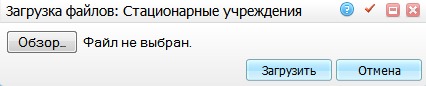 Загрузка файлов: Стационарные учреждения
Обзор… Файл не выбран.
Загрузить Отмена